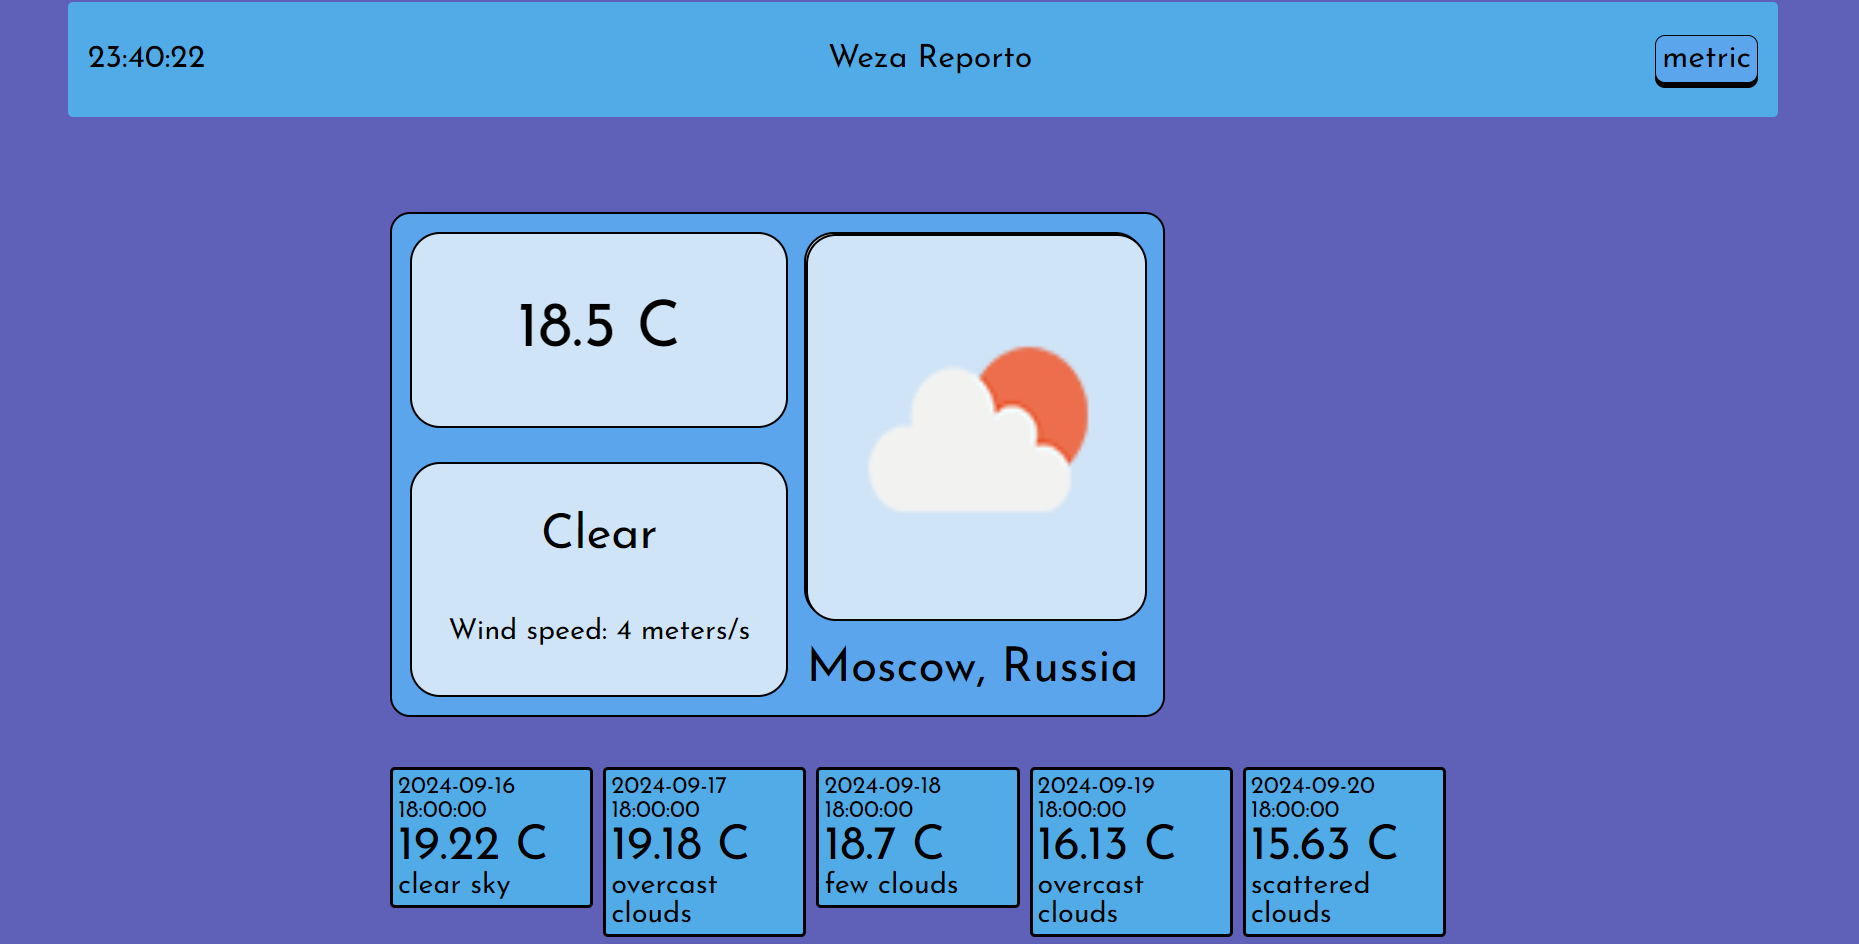 23:40:22
Weza Reporto
metric
18.5 C
Clear
Wind speed: 4 meters/s
Moscow, Russia
2024-09-16
18:00:00
19.22 C
clear sky
2024-09-17
18:00:00
19.18 C
overcast
clouds
2024-09-18
18:00:00
18.7 C
few clouds
2024-09-19
18:00:00
16.13 C
overcast
clouds
2024-09-20
18:00:00
15.63 C
scattered
clouds